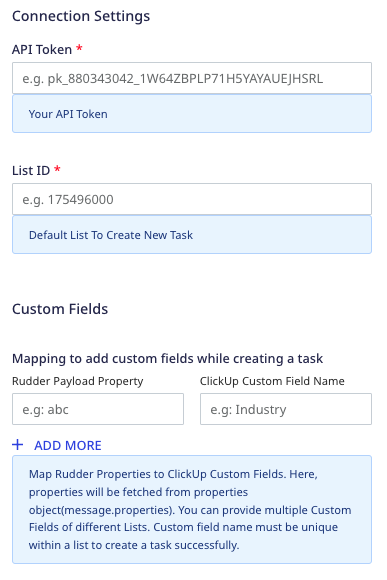 Connection Settings
API Token *
e.g. pk_880343042_1W64ZBPLP71H5YAYAUEJHSRL
Your API Token
List ID *
e.g. 175496000
Default List To Create New Task
Custom Fields
Mapping to add custom fields while creating a task
Rudder Payload Property
ClickUp Custom Field Name
e.g: abc
e.g: Industry
+ ADD MORE
Map Rudder Properties to ClickUp Custom Fields. Here,
properties will be fetched from properties
object(message.properties). You can provide multiple Custom
Fields of different Lists. Custom field name must be unique
within a list to create a task successfully.